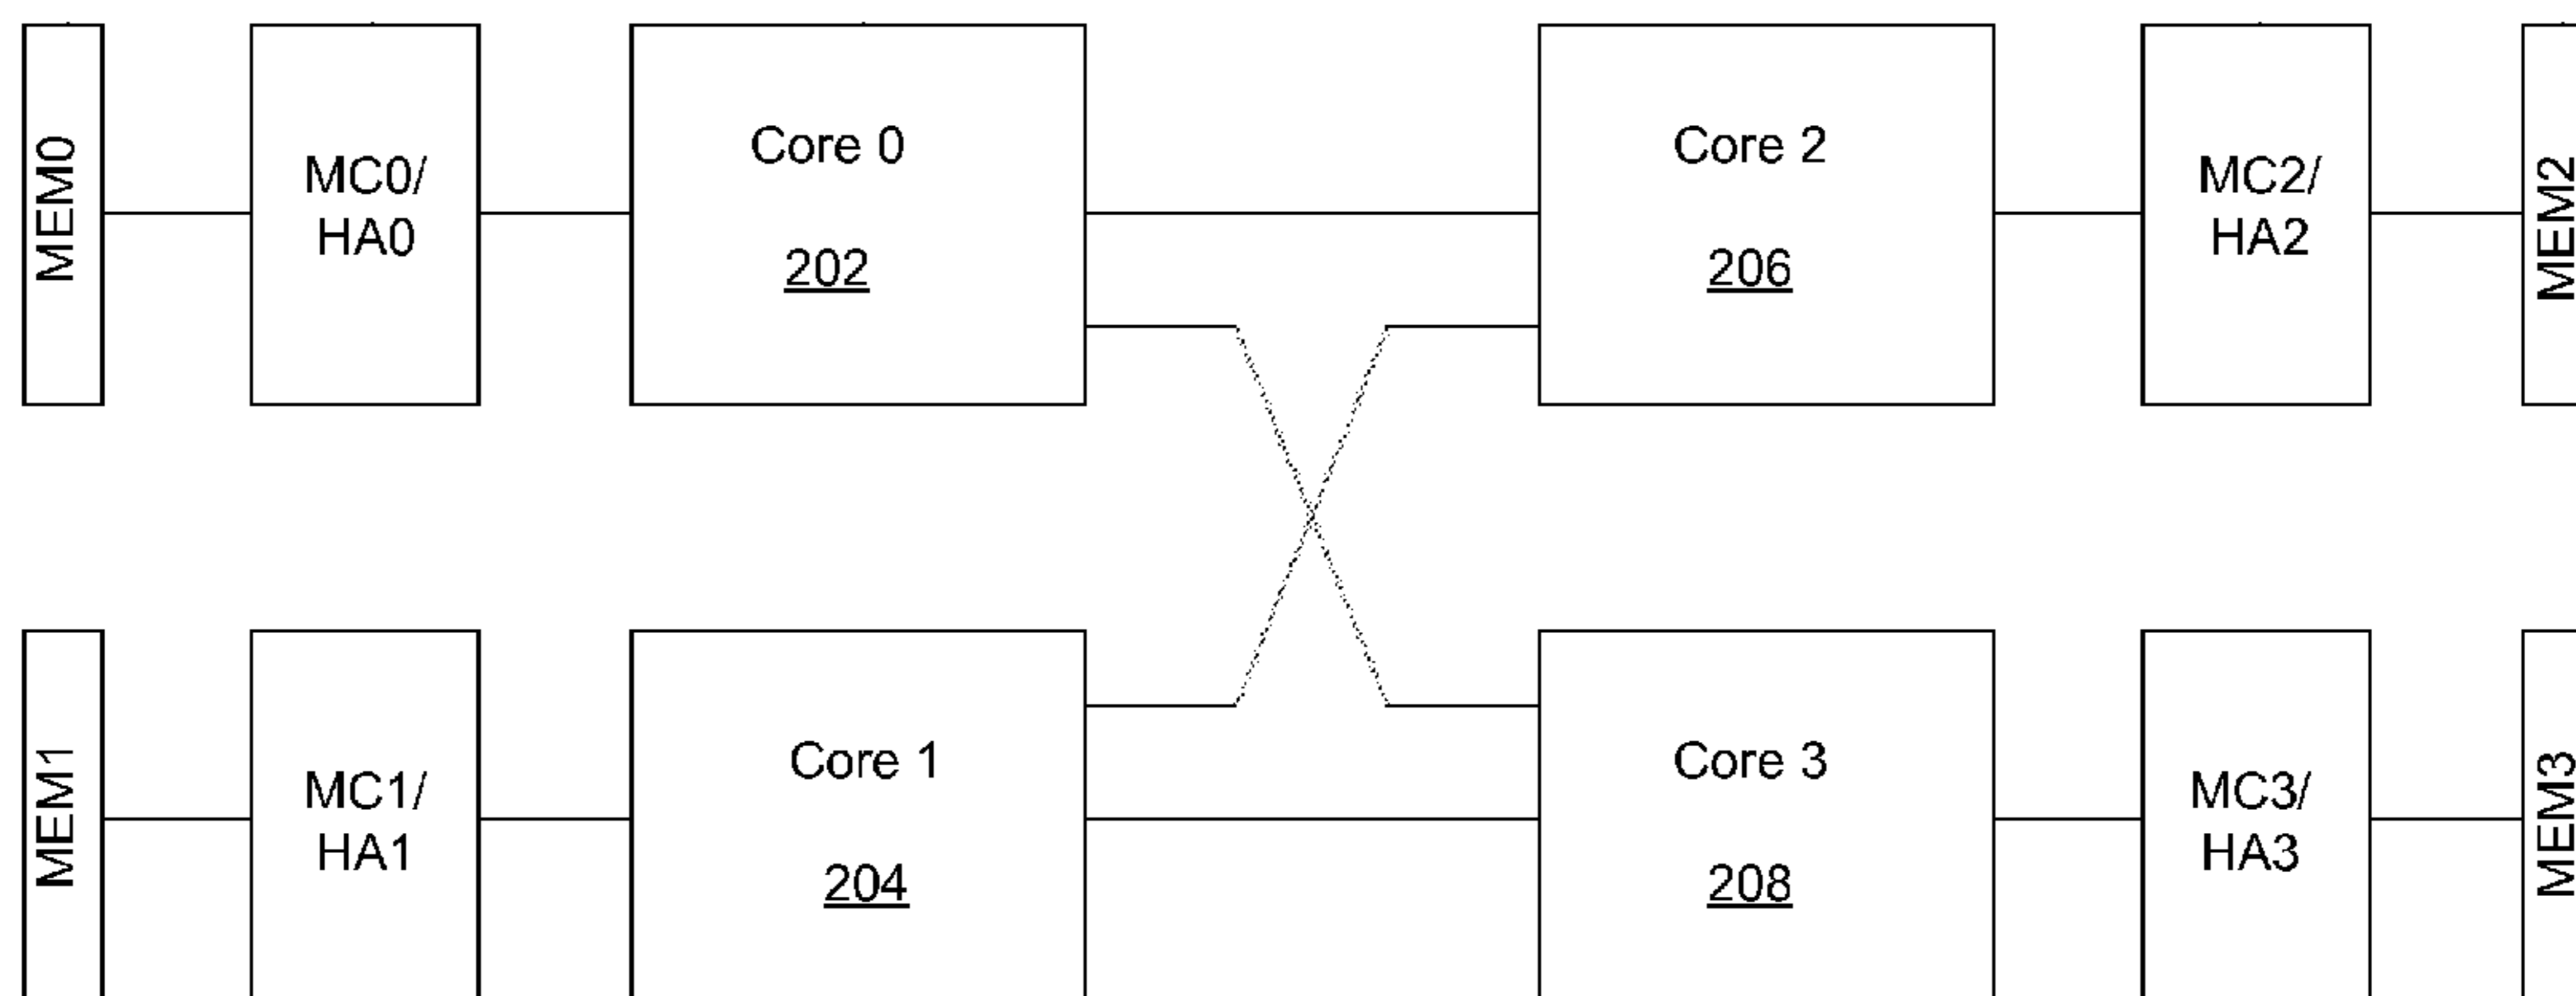 MEM0
MC0/
HA0
Core 0
202
Core 2
206
MC2/
HA2
MEM2
MEM1
MC1/
HA1
Core 1
204
Core 3
208
MC3/
HA3
MEM3